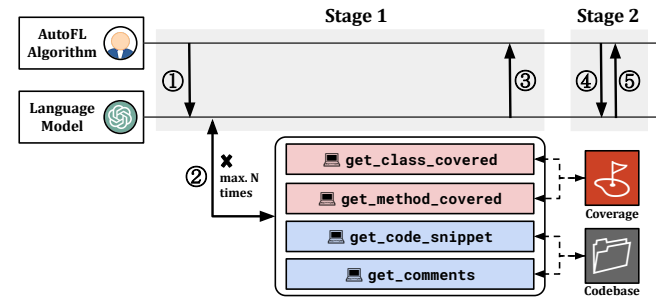 Stage 1
Stage 2
AutoFL
Algorithm
① ③ ④ ⑤
Language
Model
②
✖
max. N
times
get_class_covered
get_method_covered
get_code_snippet
get_comments
Coverage
Codebase